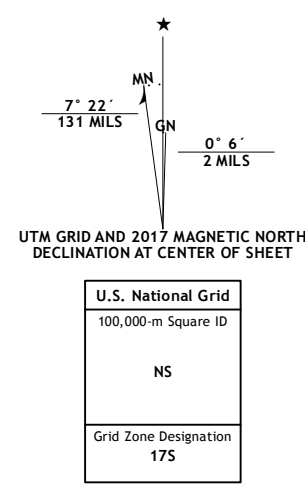 MN
7° 22´
131 MILS
GN
0° 6´
2 MILS
UTM GRID AND 2017 MAGNETIC NORTH
DECLINATION AT CENTER OF SHEET
U.S. National Grid
100,000-m Square ID
NS
Grid Zone Designation
17S